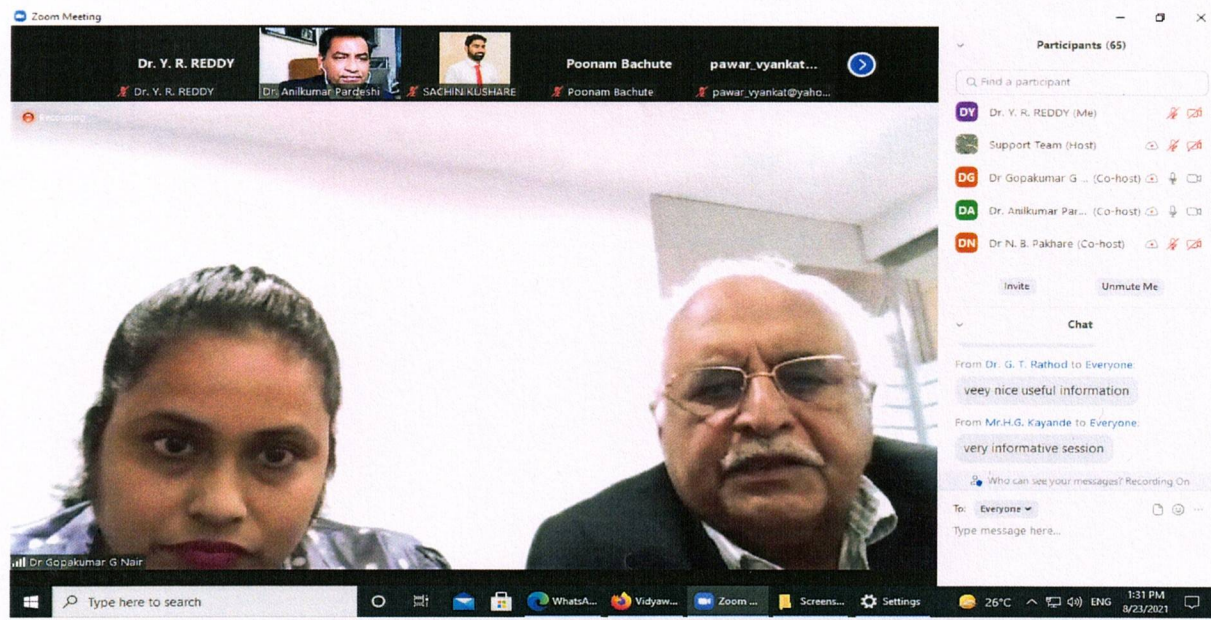 Zoom Meeting
Dr. Y. R. REDDY
Poonam Bachute
pawar_vyankat...
Dr. Y. R. REDDY
Dr. Anilkumar Pardeshi
SACHIN KUSHARE
Poonam Bachute
pawar_vyankat@yaho...
Recording
Dr Gopakumar G Nair
Participants (65)
Find a participant
DY Dr. Y. R. REDDY (Me)
Support Team (Host)
DG Dr Gopakumar G ... (Co-host)
DA Dr. Anilkumar Par... (Co-host)
DN Dr N. B. Pakhare (Co-host)
Invite Unmute Me
Chat
From Dr. G. T. Rathod to Everyone:
veey nice useful information
From Mr.H.G. Kayande to Everyone:
very informative session
Who can see your messages? Recording On
To: Everyone
Type message here...
Type here to search
WhatsA...
Vidyaw...
Zoom ...
Screens...
Settings
26°C
ENG
1:31 PM
8/23/2021